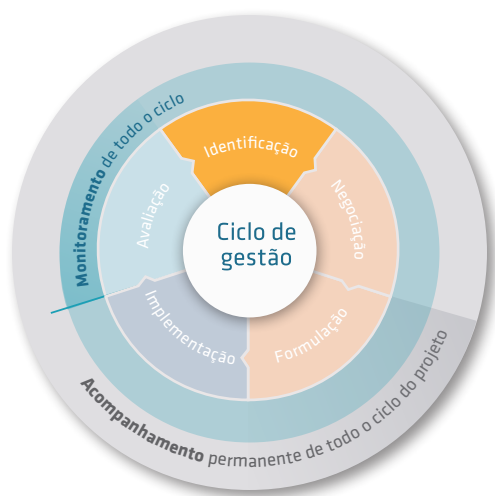 Identificação
Negociação
Formulação
Implementação
Avaliação
Ciclo de
gestão
Monitoramento de todo o ciclo
Acompanhamento permanente de todo o ciclo do projeto